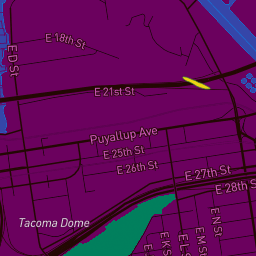 E 18th St
E D St
E 21st St
Puyallup Ave
E 25th St
E 26th St
E 27th St
E 28th St
Tacoma Dome
E N St
E M St
E L St
E K St